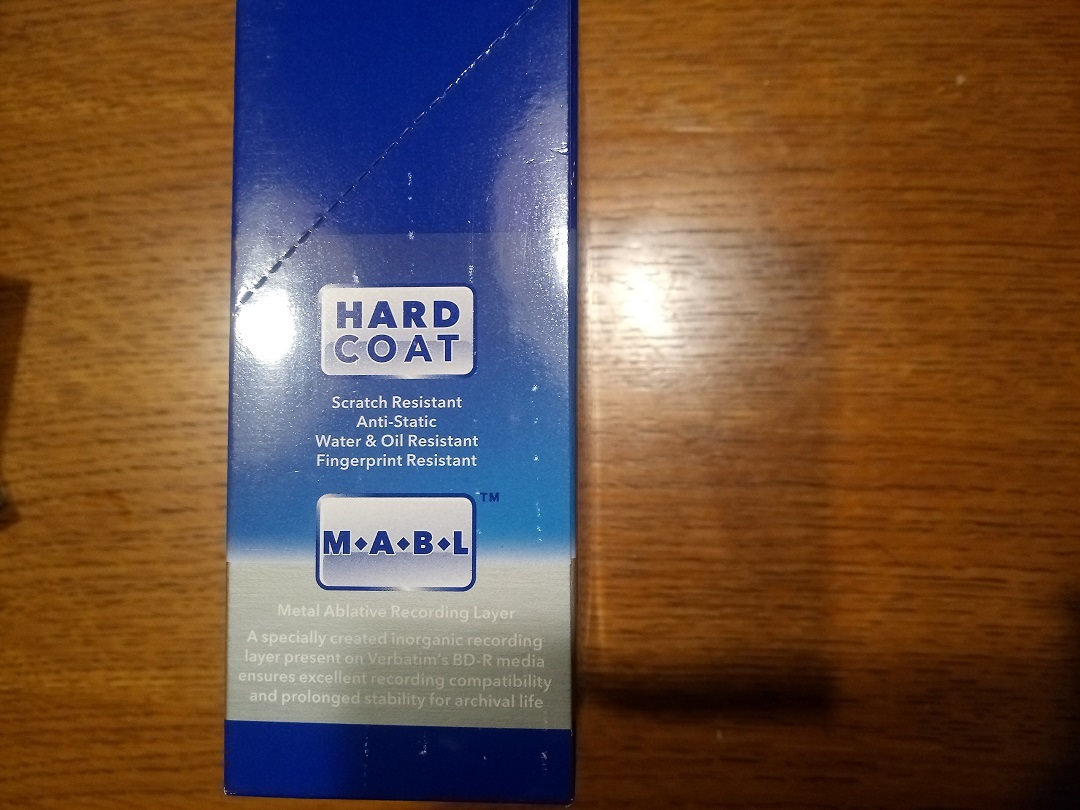 HARD
COAT
Scratch Resistant
Anti-Static
Water & Oil Resistant
Fingerprint Resistant
M◆A◆B◆L™
Metal Ablative Recording Layer
A specially created inorganic recording
layer present on Verbatim's BD-R media
ensures excellent recording compatibility
and prolonged stability for archival life